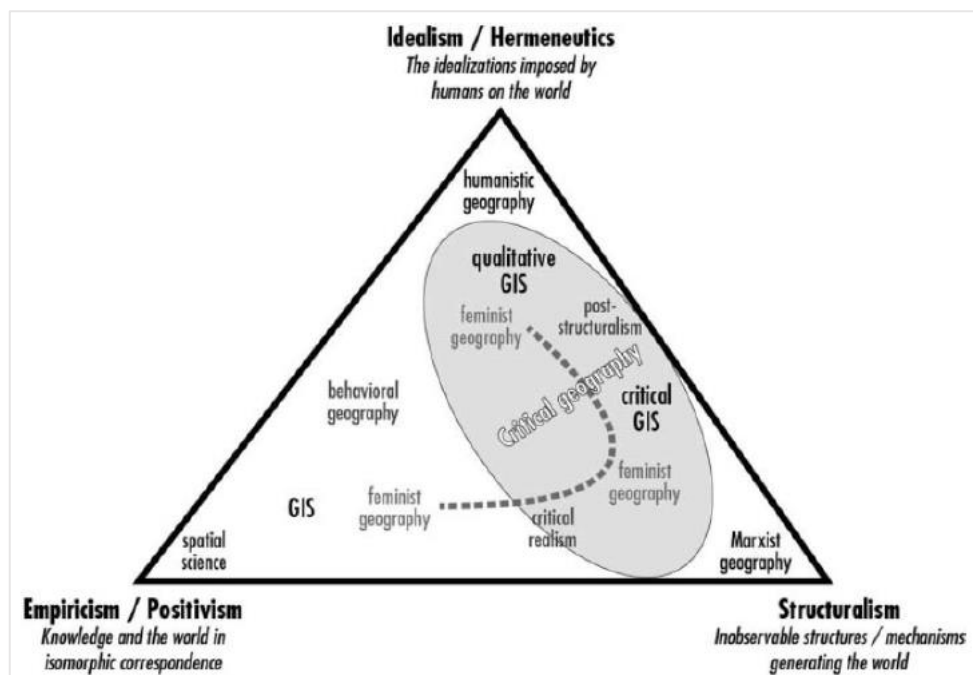 Idealism / Hermeneutics
The idealizations imposed by
humans on the world
humanistic
geography
qualitative
GIS
feminist
geography
post-
structuralism
Critical geography
behavioral
geography
critical
GIS
GIS
feminist
geography
feminist
geography
critical
realism
spatial
science
Marxist
geography
Empiricism / Positivism
Knowledge and the world in
isomorphic correspondence
Structuralism
Inobservable structures / mechanisms
generating the world